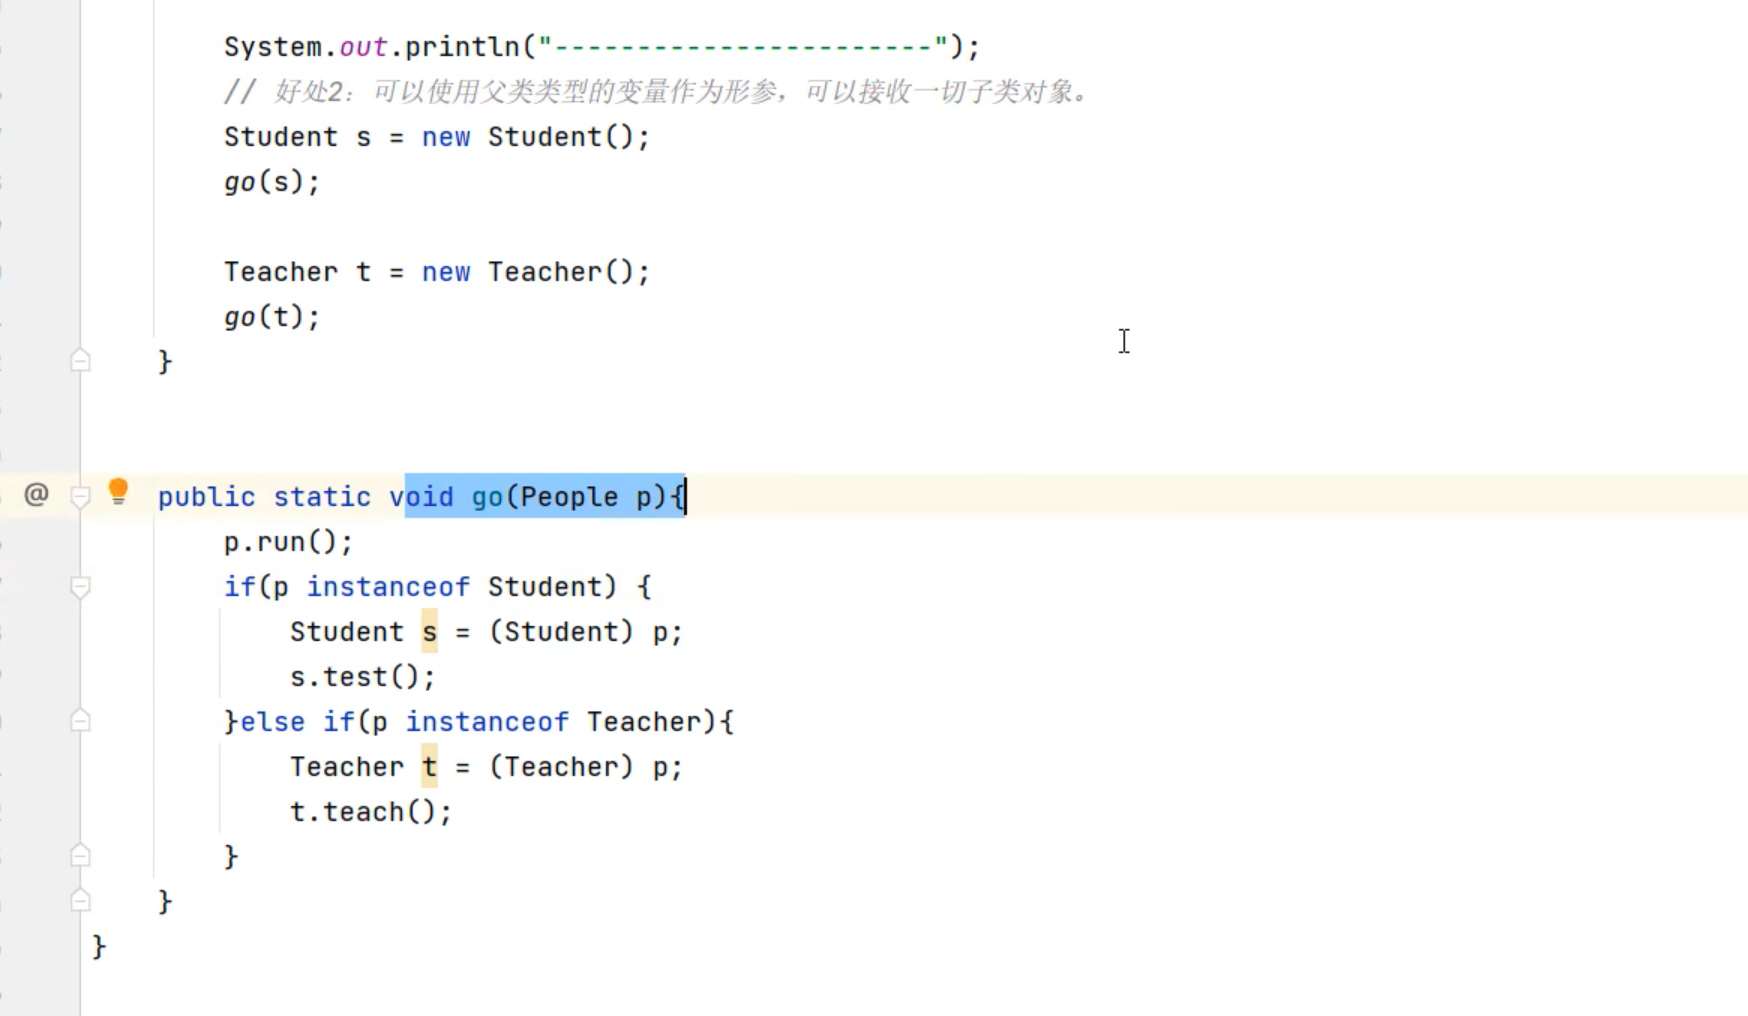 System.out.println("-----------------------");
// 好处2：可以使用父类类型的变量作为形参，可以接收一切子类对象。
Student s = new Student();
go(s);
Teacher t = new Teacher();
go(t);
}
@ public static void go(People p){
p.run();
if(p instanceof Student) {
Student s = (Student) p;
s.test();
}else if(p instanceof Teacher){
Teacher t = (Teacher) p;
t.teach();
}
}
}